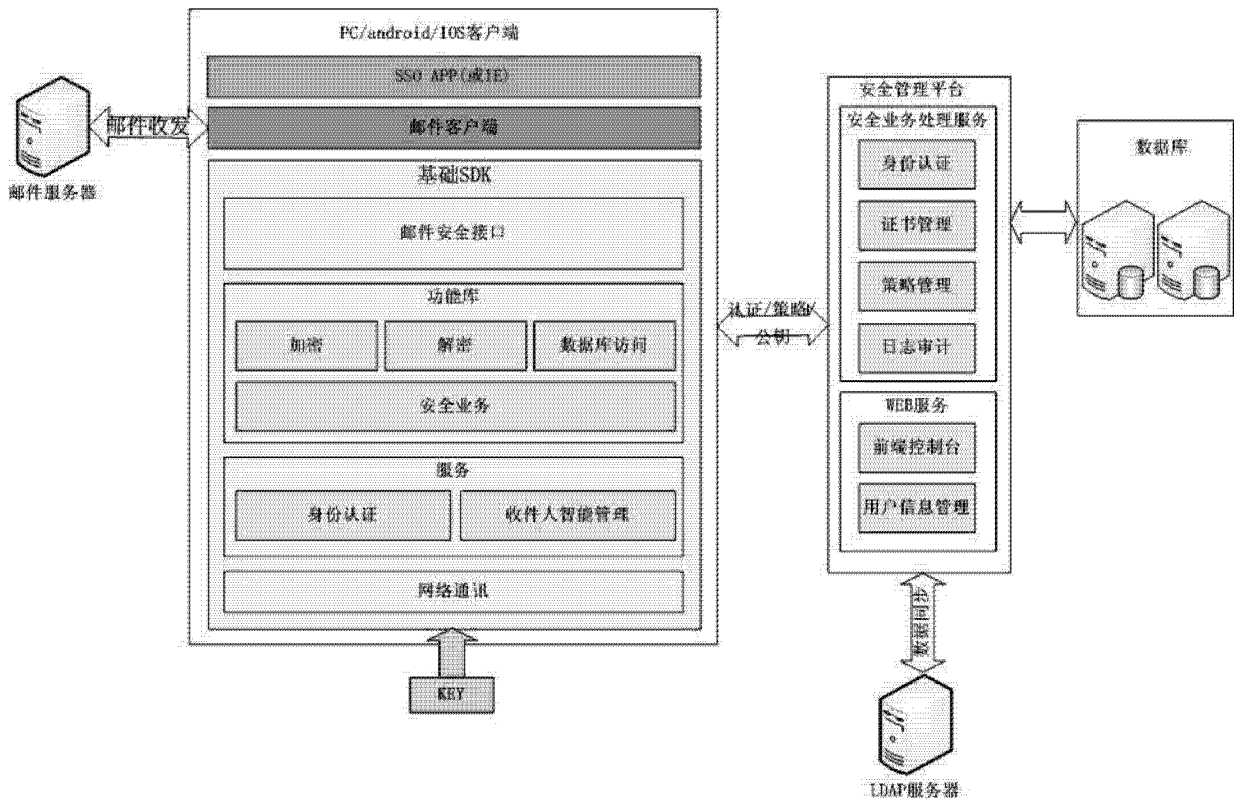 PC/android/IOS客户端
SSO APP(或IE)
邮件客户端
邮件收发
邮件服务器
基础SDK
邮件安全接口
功能库
加密
解密
数据库访问
安全业务
服务
身份认证
收件人智能管理
网络通讯
KEY
认证/策略/
公钥
安全管理平台
安全业务处理服务
身份认证
证书管理
策略管理
日志审计
WEB服务
前端控制台
用户信息管理
数据库
数据同步
LDAP服务器